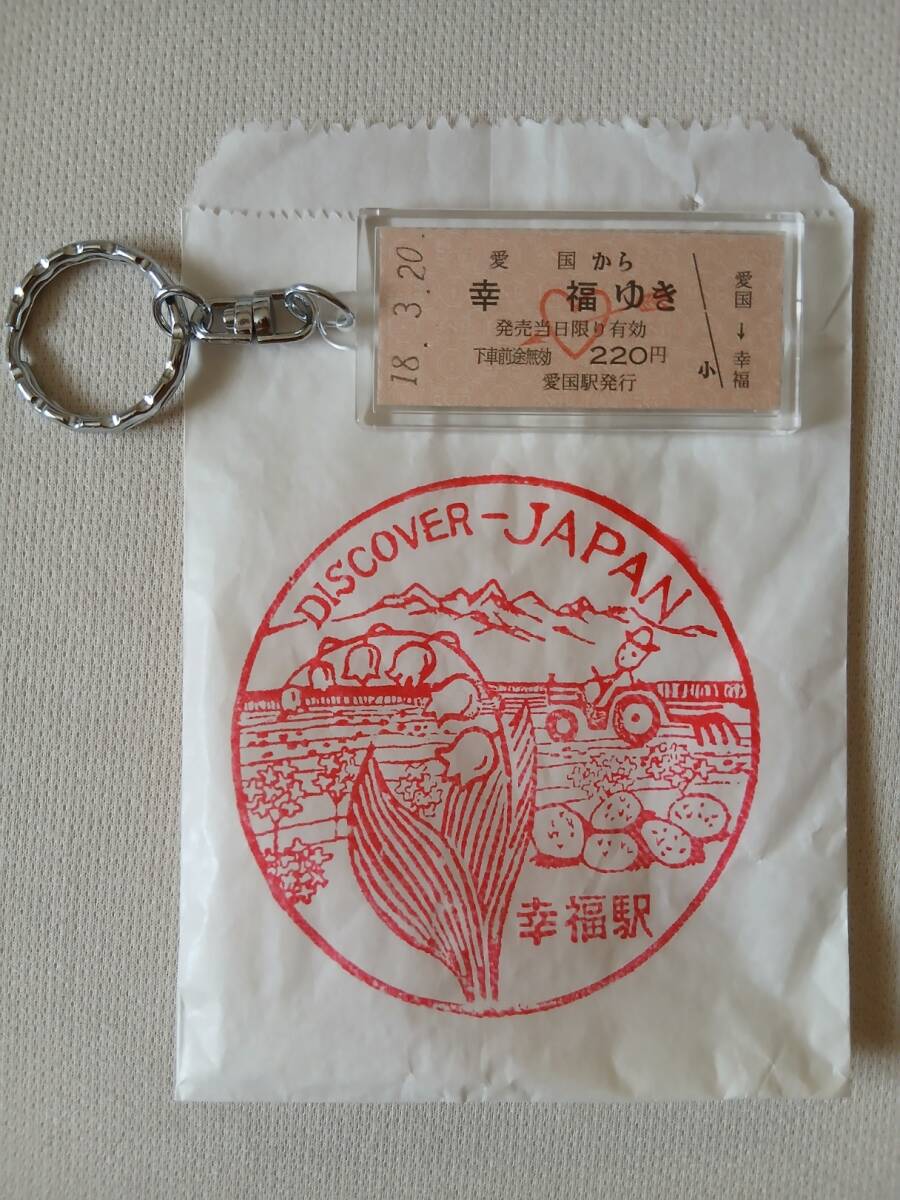 18 3.20.
愛 国 から
幸 福 ゆき
発売当日限り有効
下車前途無効 220円
愛国駅発行
小
愛国→幸福
DISCOVER-JAPAN
幸福駅